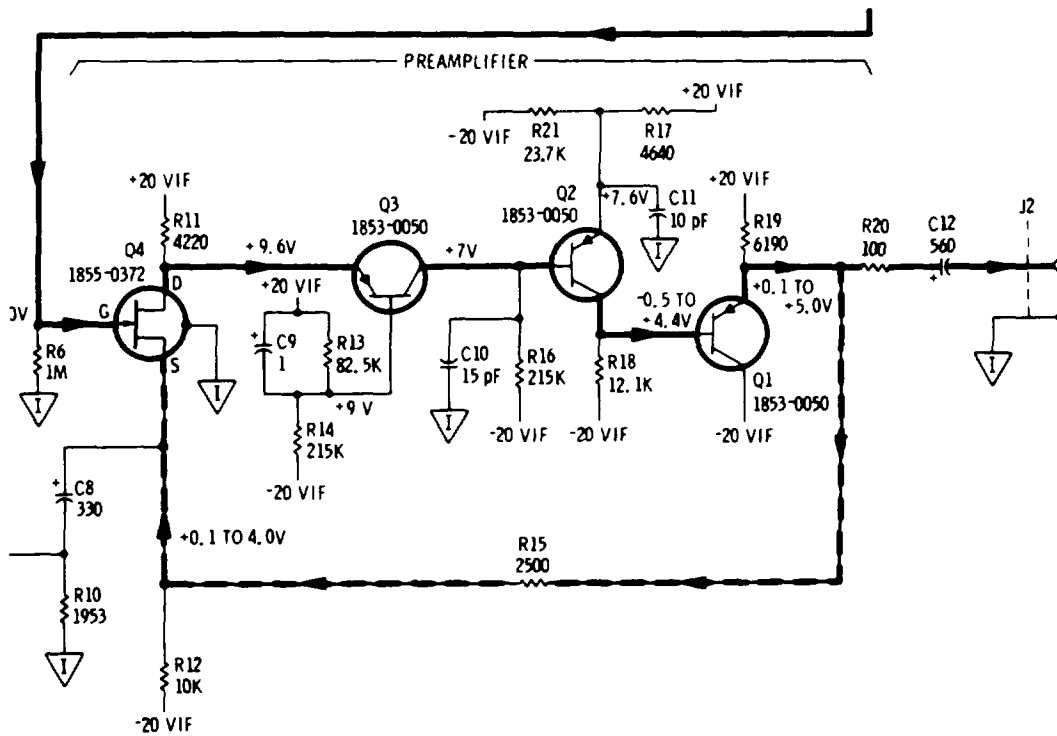 PREAMPLIFIER
+20 VIF
-20 VIF
R21
23.7K
R17
4640
+20 VIF
R11
4220
Q4
1855-0372
D
G
S
0V
R6
1M
I
I
+9.6V
Q3
1853-0050
+20 VIF
C9
+
1
R13
82.5K
+9 V
R14
215K
-20 VIF
+7V
Q2
1853-0050
+7.6V
C11
10 pF
I
C10
15 pF
I
R16
215K
-20 VIF
-0.5 TO
+4.4V
R18
12.1K
-20 VIF
+20 VIF
R19
6190
+0.1 TO
+5.0V
Q1
1853-0050
-20 VIF
R20
100
C12
560
+
J2
I
+
C8
330
+0.1 TO 4.0V
R15
2500
R10
1953
I
R12
10K
-20 VIF